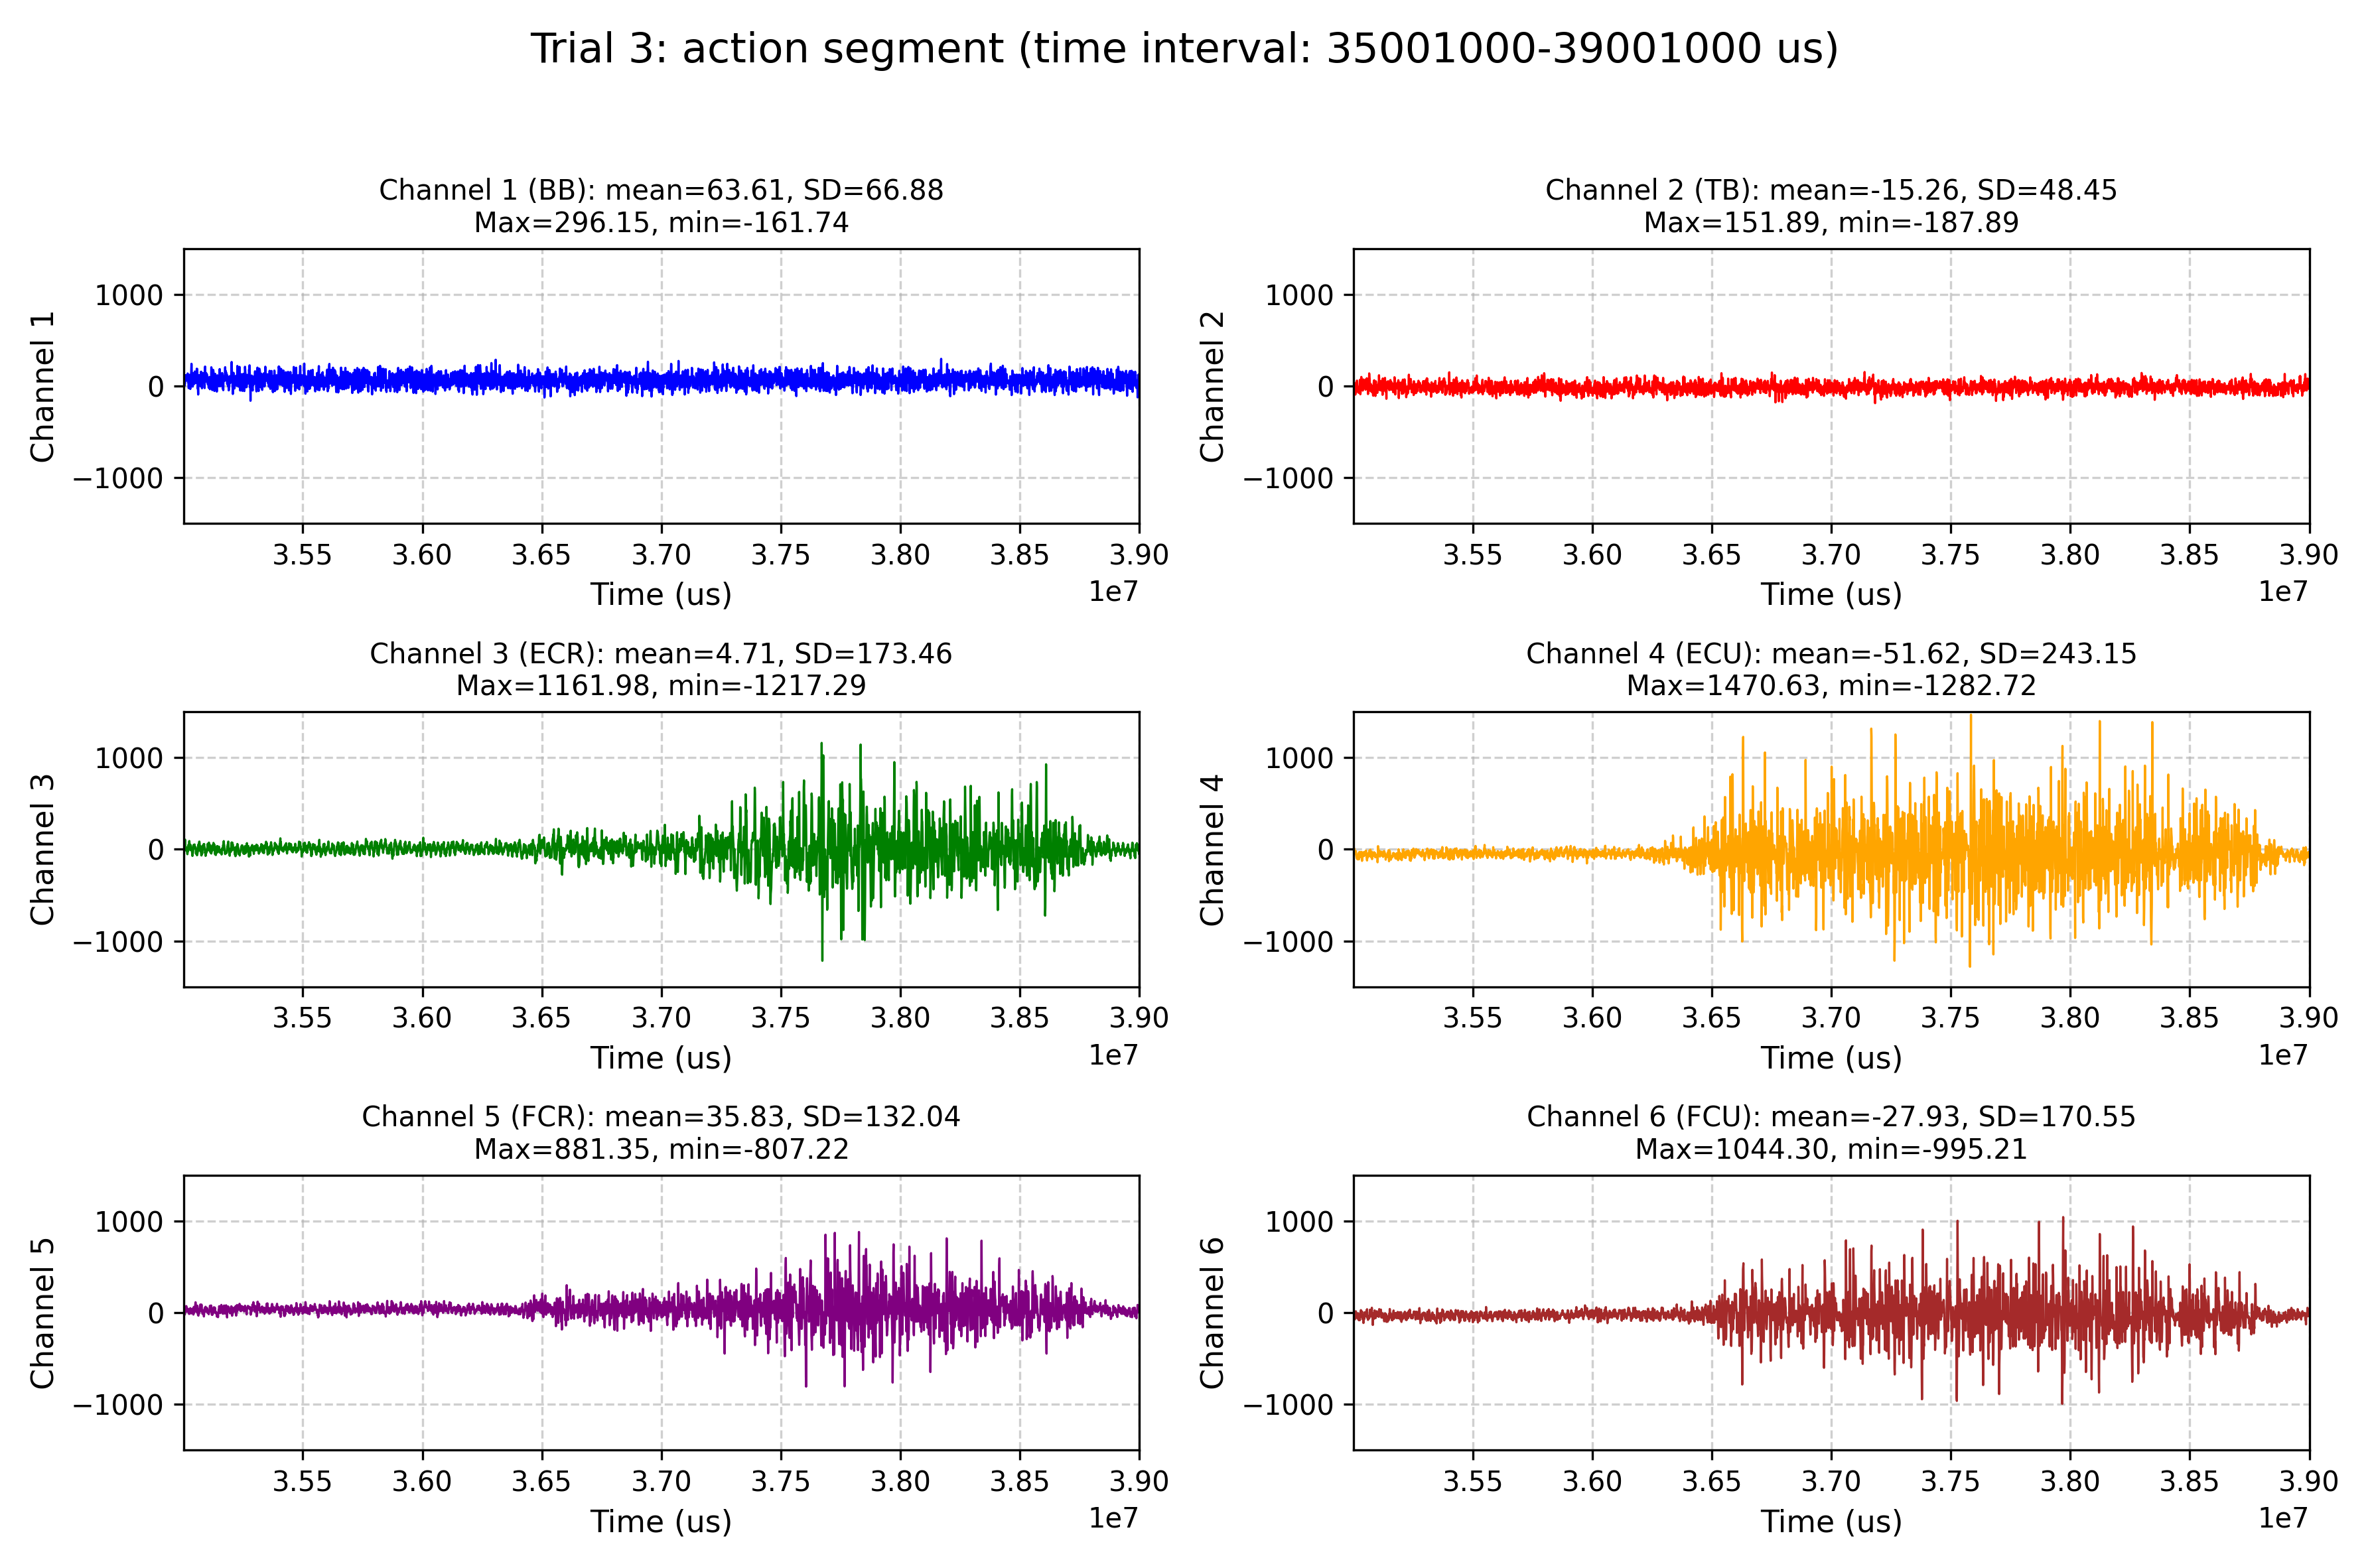 Trial 3: action segment (time interval: 35001000-39001000 us)
Channel 1 (BB): mean=63.61, SD=66.88
Max=296.15, min=-161.74
Channel 1
1000
0
−1000
3.55 3.60 3.65 3.70 3.75 3.80 3.85 3.90
Time (us)
1e7
Channel 2 (TB): mean=-15.26, SD=48.45
Max=151.89, min=-187.89
Channel 2
1000
0
−1000
3.55 3.60 3.65 3.70 3.75 3.80 3.85 3.90
Time (us)
1e7
Channel 3 (ECR): mean=4.71, SD=173.46
Max=1161.98, min=-1217.29
Channel 3
1000
0
−1000
3.55 3.60 3.65 3.70 3.75 3.80 3.85 3.90
Time (us)
1e7
Channel 4 (ECU): mean=-51.62, SD=243.15
Max=1470.63, min=-1282.72
Channel 4
1000
0
−1000
3.55 3.60 3.65 3.70 3.75 3.80 3.85 3.90
Time (us)
1e7
Channel 5 (FCR): mean=35.83, SD=132.04
Max=881.35, min=-807.22
Channel 5
1000
0
−1000
3.55 3.60 3.65 3.70 3.75 3.80 3.85 3.90
Time (us)
1e7
Channel 6 (FCU): mean=-27.93, SD=170.55
Max=1044.30, min=-995.21
Channel 6
1000
0
−1000
3.55 3.60 3.65 3.70 3.75 3.80 3.85 3.90
Time (us)
1e7